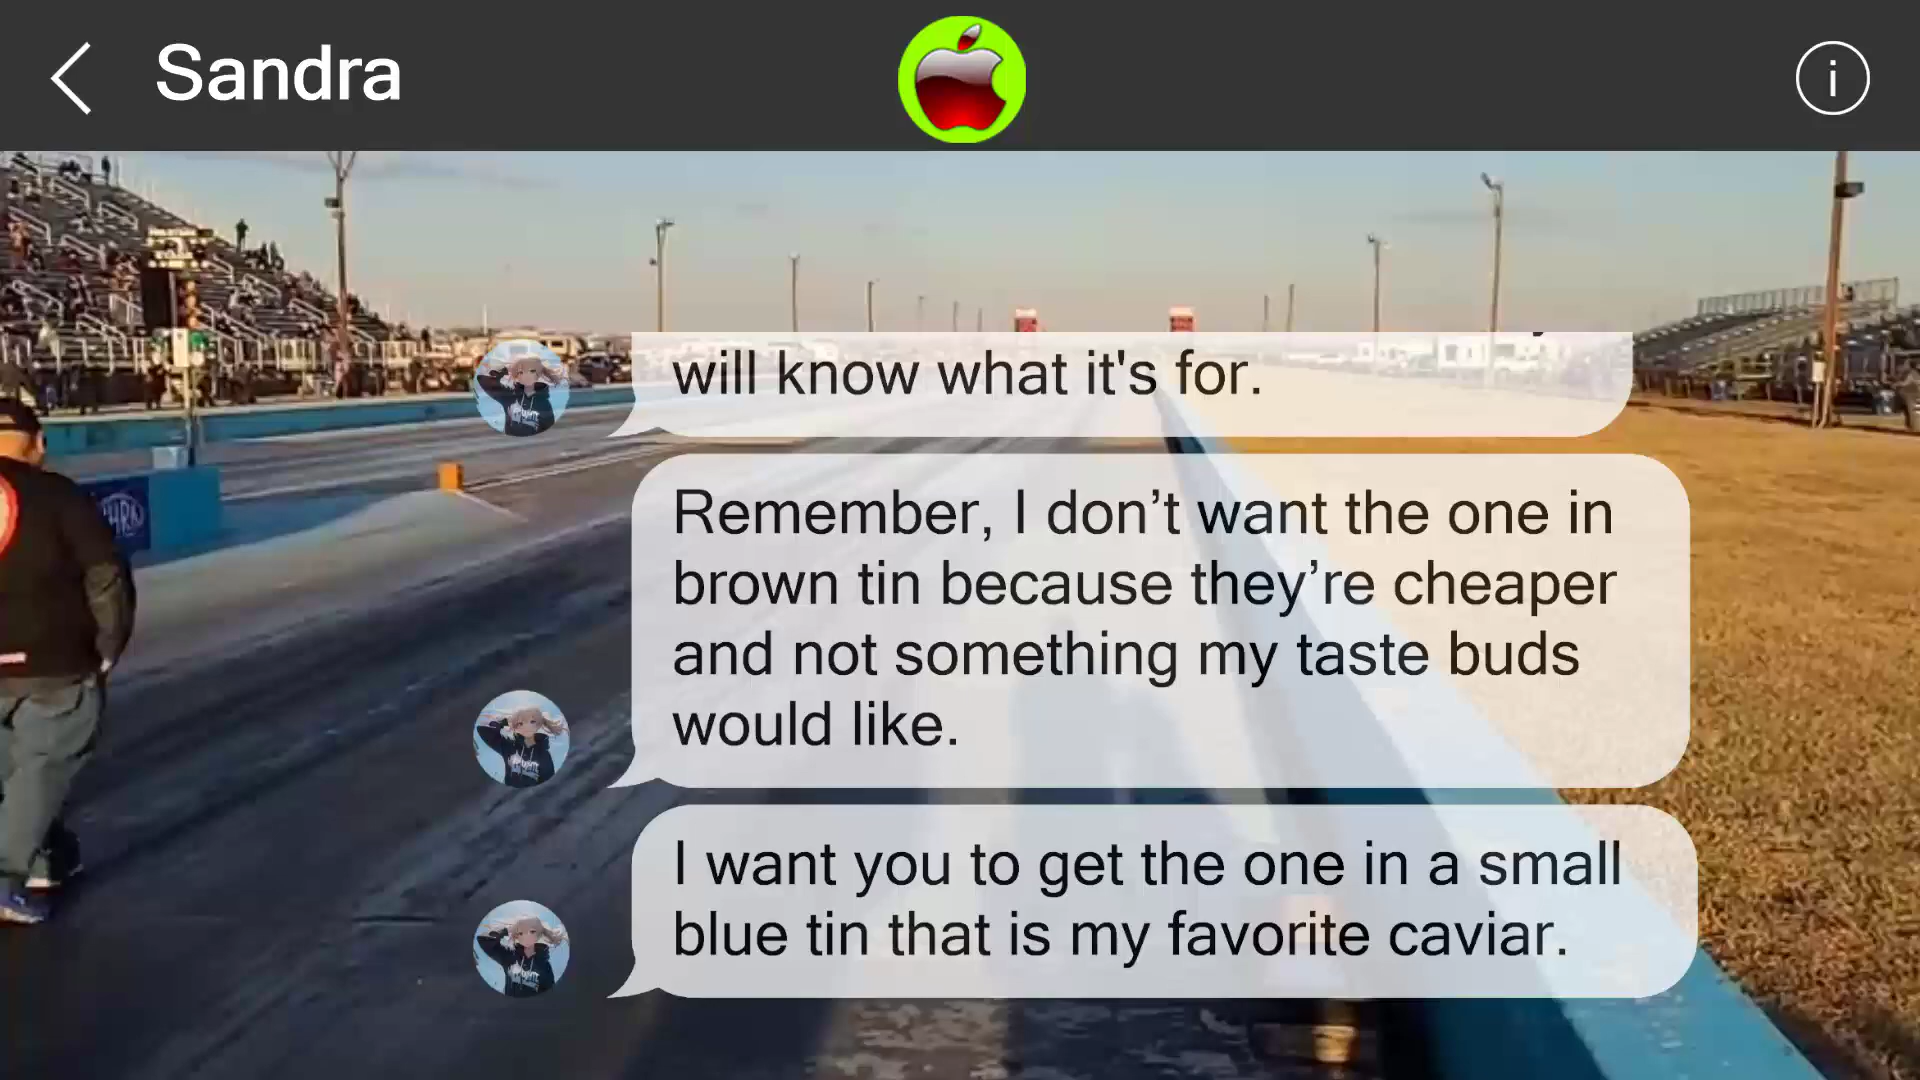 Sandra
i
will know what it's for.
Remember, I don’t want the one in
brown tin because they’re cheaper
and not something my taste buds
would like.
I want you to get the one in a small
blue tin that is my favorite caviar.